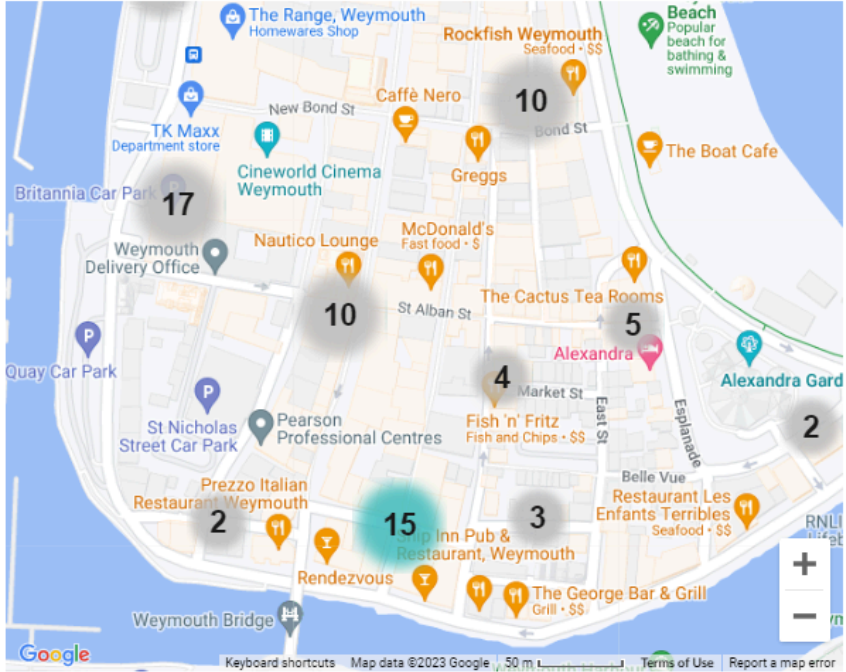 The Range, Weymouth
Homewares Shop
Beach
Popular
beach for
bathing &
swimming
Rockfish Weymouth
Seafood • $$
10
New Bond St
Caffè Nero
Bond St
TK Maxx
Department store
Cineworld Cinema
Weymouth
Greggs
The Boat Cafe
Britannia Car Park
17
Weymouth
Delivery Office
Nautico Lounge
McDonald's
Fast food • $
The Cactus Tea Rooms
10
St Alban St
5
P
Quay Car Park
Alexandra
Alexandra Gard
4
Market St
P
St Nicholas
Street Car Park
Pearson
Professional Centres
Fish 'n' Fritz
Fish and Chips • $$
East St
Esplanade
2
Belle Vue
Prezzo Italian
Restaurant Weymouth
2
15
3
Restaurant Les
Enfants Terribles
Seafood • $$
RNLI
Ship Inn Pub &
Restaurant, Weymouth
Rendezvous
The George Bar & Grill
Grill • $$
+
−
Weymouth Bridge
Google
Keyboard shortcuts
Map data ©2023 Google
50 m
Terms of Use
Report a map error